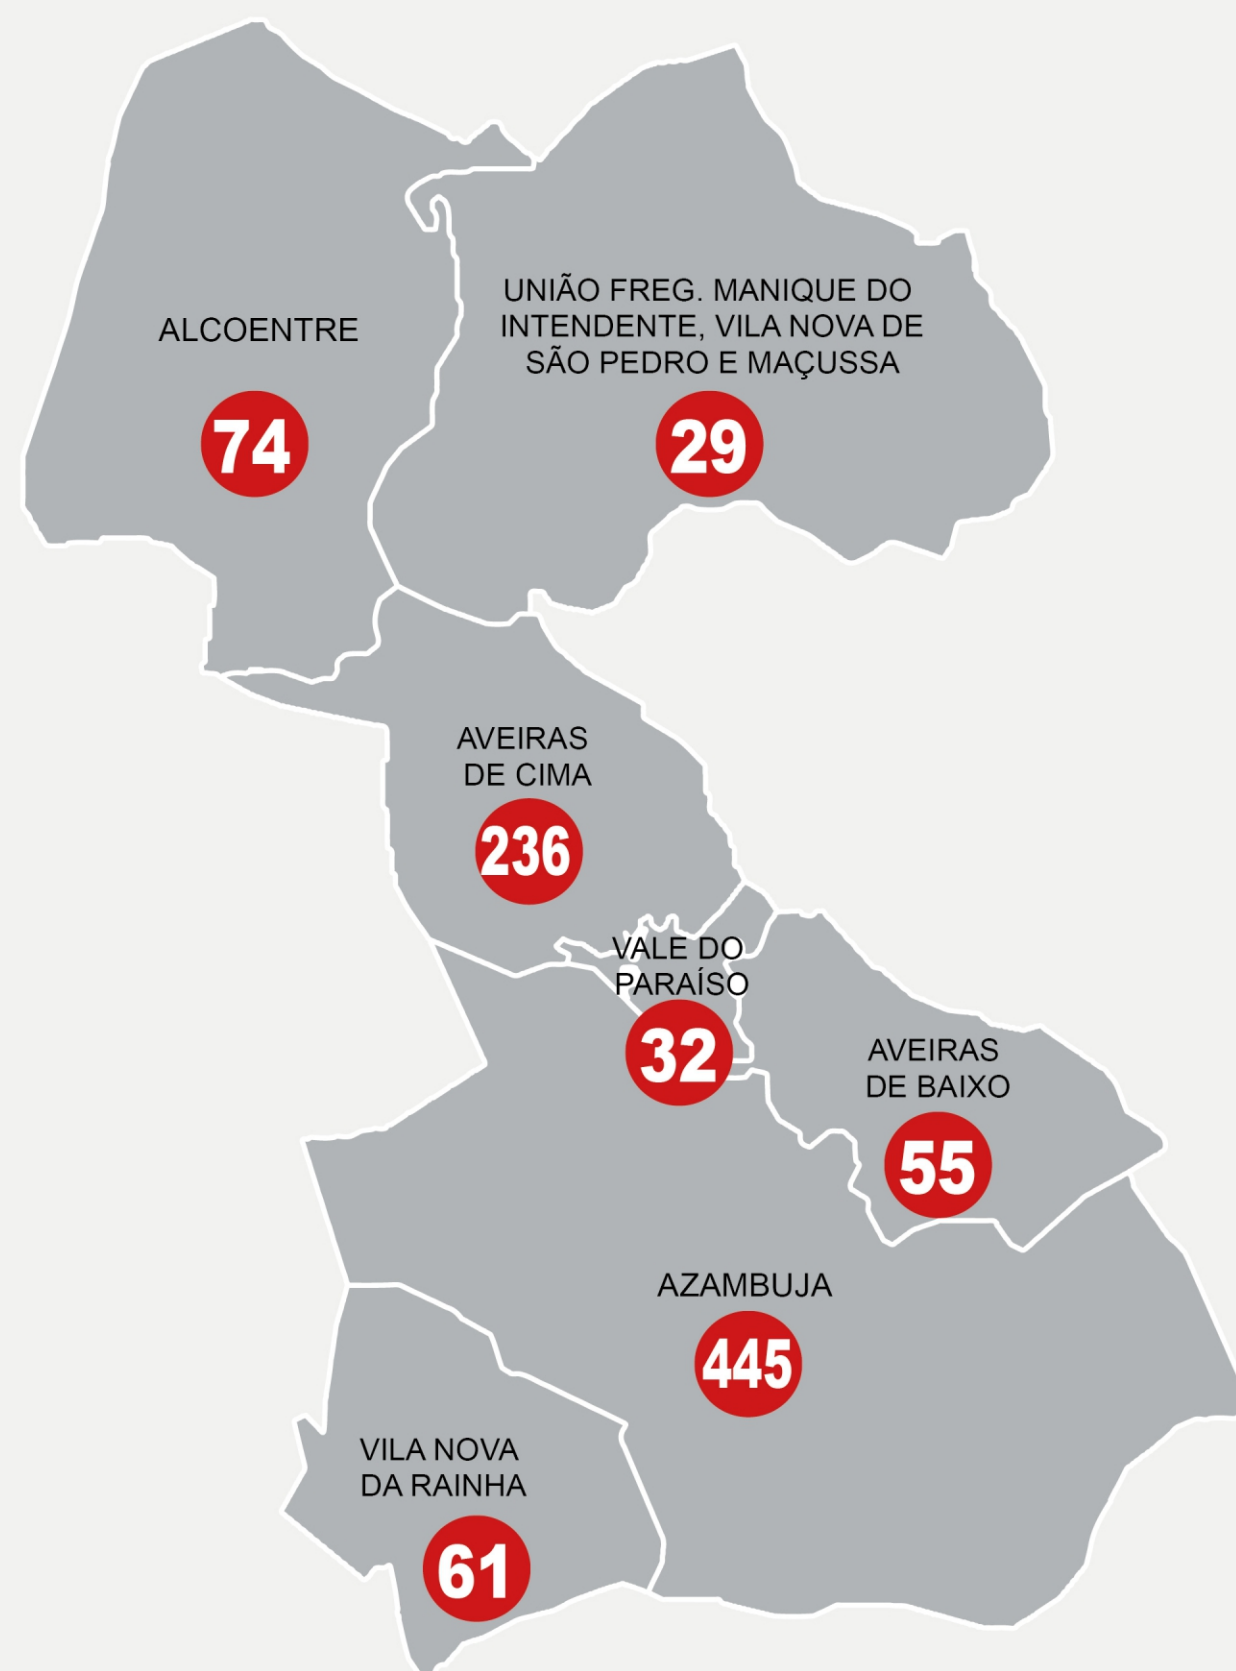 ALCOENTRE
74
UNIÃO FREG. MANIQUE DO
INTENDENTE, VILA NOVA DE
SÃO PEDRO E MAÇUSSA
29
AVEIRAS
DE CIMA
236
VALE DO
PARAÍSO
32
AVEIRAS
DE BAIXO
55
AZAMBUJA
445
VILA NOVA
DA RAINHA
61